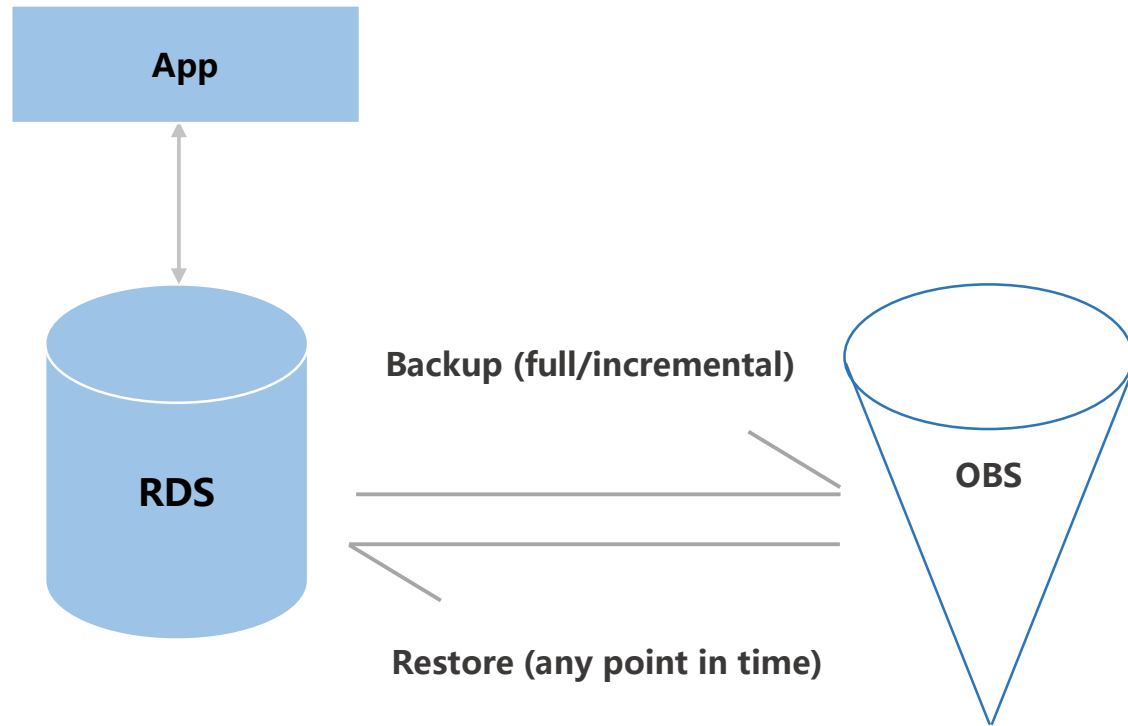 App
Backup (full/incremental)
RDS
OBS
Restore (any point in time)